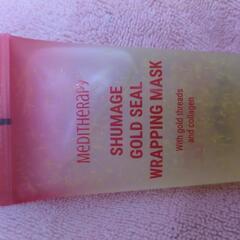 MEDITHERAPY
SHUMAGE
GOLD SEAL
WRAPPING MASK
With gold threads
and collagen